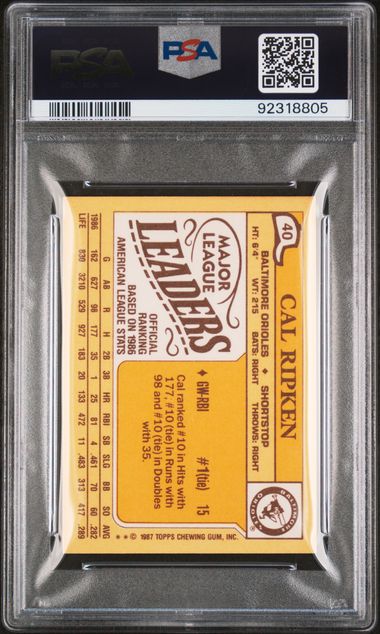 PSA
PSA
92318805
40
CAL RIPKEN
BALTIMORE ORIOLES ♦ SHORTSTOP
HT: 6'4" WT: 215 BATS: RIGHT THROWS: RIGHT
BALTIMORE
ORIOLES
MAJOR
LEAGUE
LEADERS
OFFICIAL
RANKING
BASED ON 1986
AMERICAN LEAGUE STATS
♦ GW-RBI #1(tie) 15
Cal ranked #10 in Hits with
177, #10 (tie) in Runs with
98 and #10 (tie) in Doubles
with 35.
G AB R H 2B 3B HR RBI SB SLG BB SO AVG
1986 162 627 98 177 35 1 25 81 4 .461 70 60 .282
LIFE 830 3210 529 927 183 20 133 472 11 .483 313 417 .289
** © 1987 TOPPS CHEWING GUM, INC.